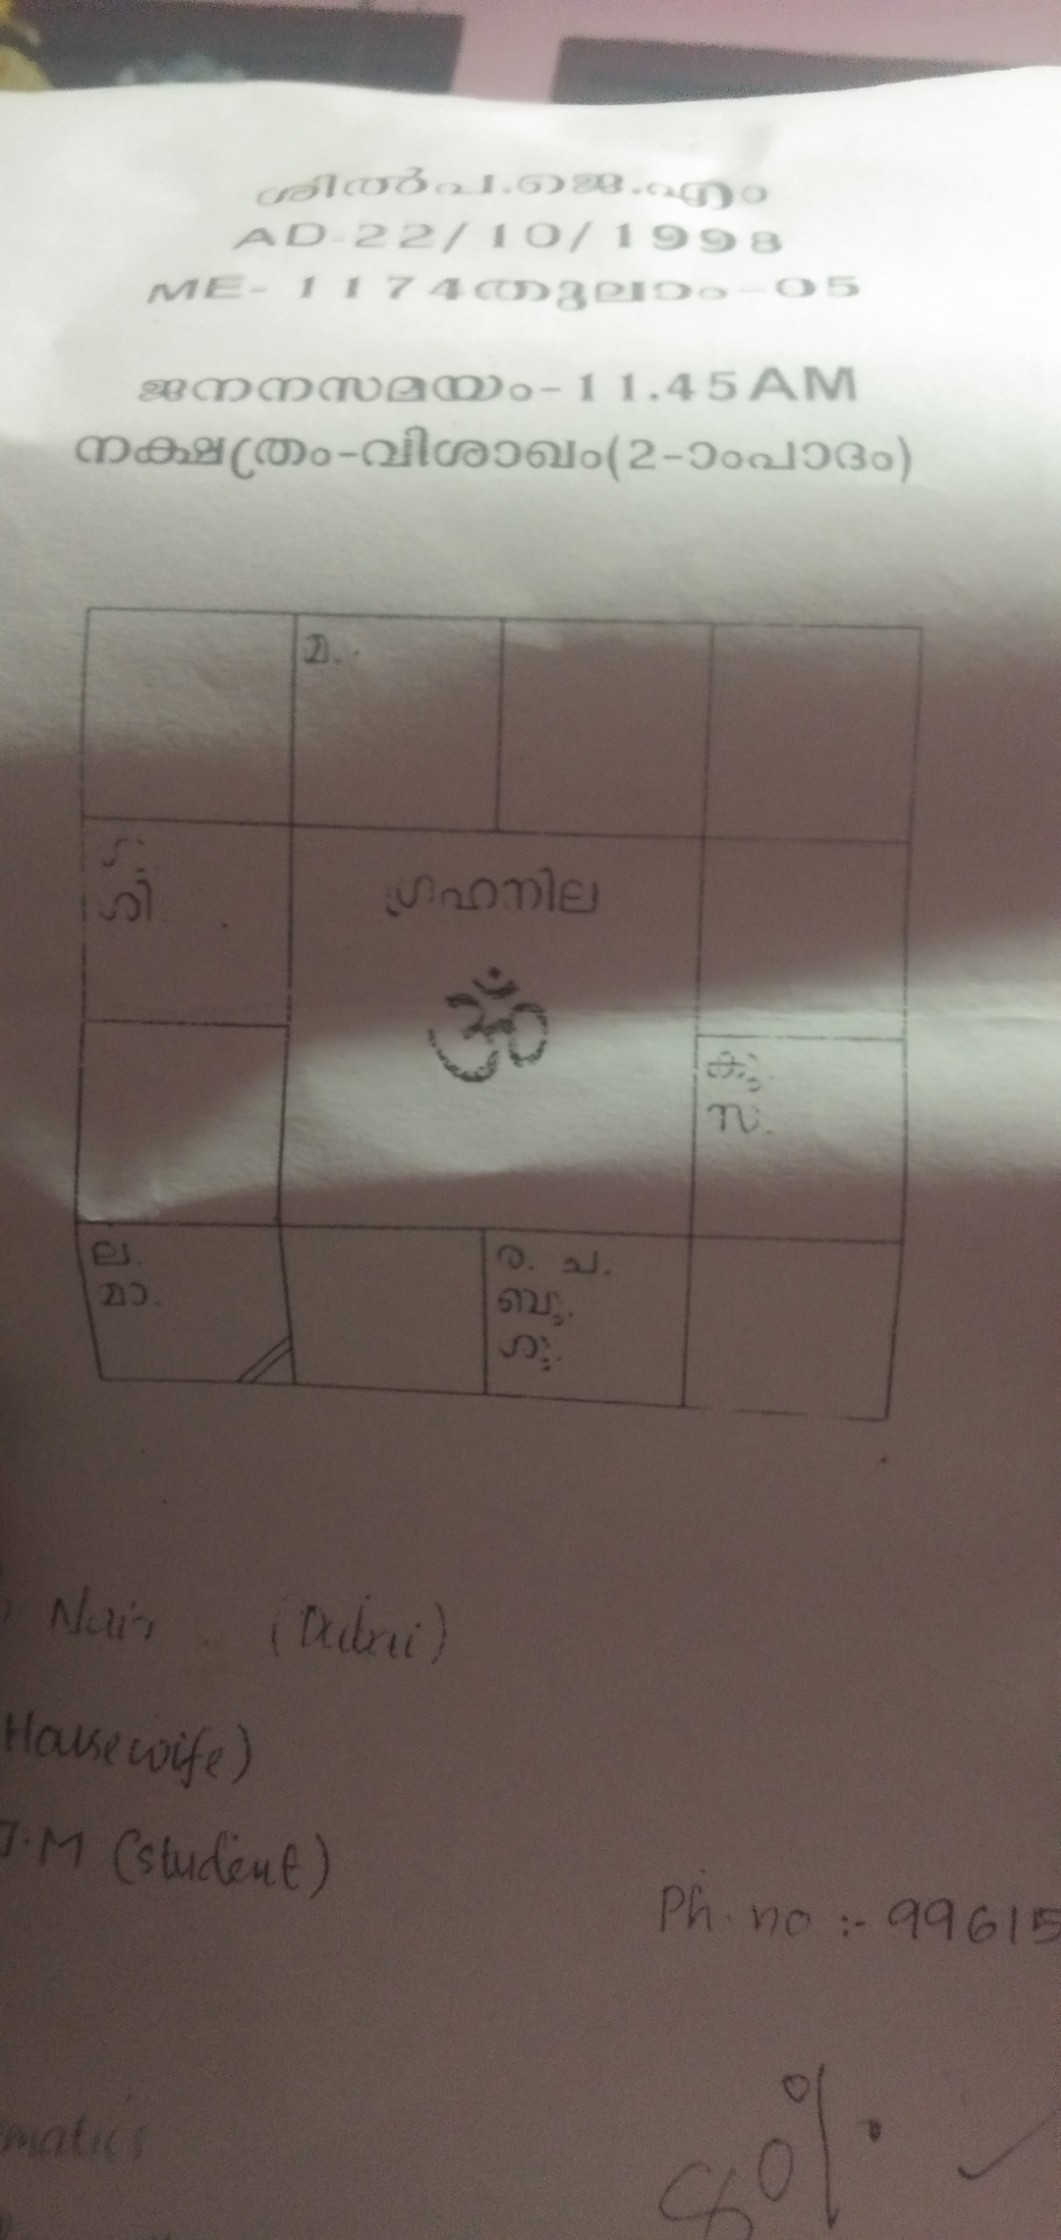 ശിൽപ.ജെ.എം
AD-22/10/1998
ME-1174തുലാം-05
ജനനസമയം-11.45AM
നക്ഷത്രം-വിശാഖം(2-ാംപാദം)
മ.
ശി
ഗ്രഹനില
ॐ
കു
സ.
ല.
മാ.
ര. ച.
ബു.
ശു.
Nair (Dubai)
Housewife)
J.M (student)
Ph.no :- 99615
matics
80%